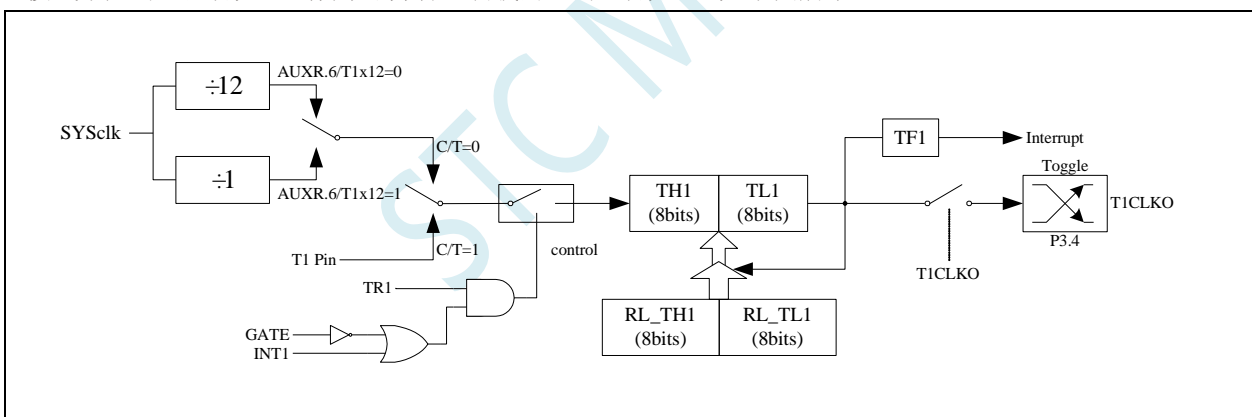 AUXR.6/T1x12=0
÷12
SYSclk
÷1
AUXR.6/T1x12=1
C/T=0
C/T=1
T1 Pin
TR1
GATE
INT1
control
TH1
(8bits)
TL1
(8bits)
RL_TH1
(8bits)
RL_TL1
(8bits)
TF1
Interrupt
Toggle
T1CLKO
P3.4
T1CLKO
STC M